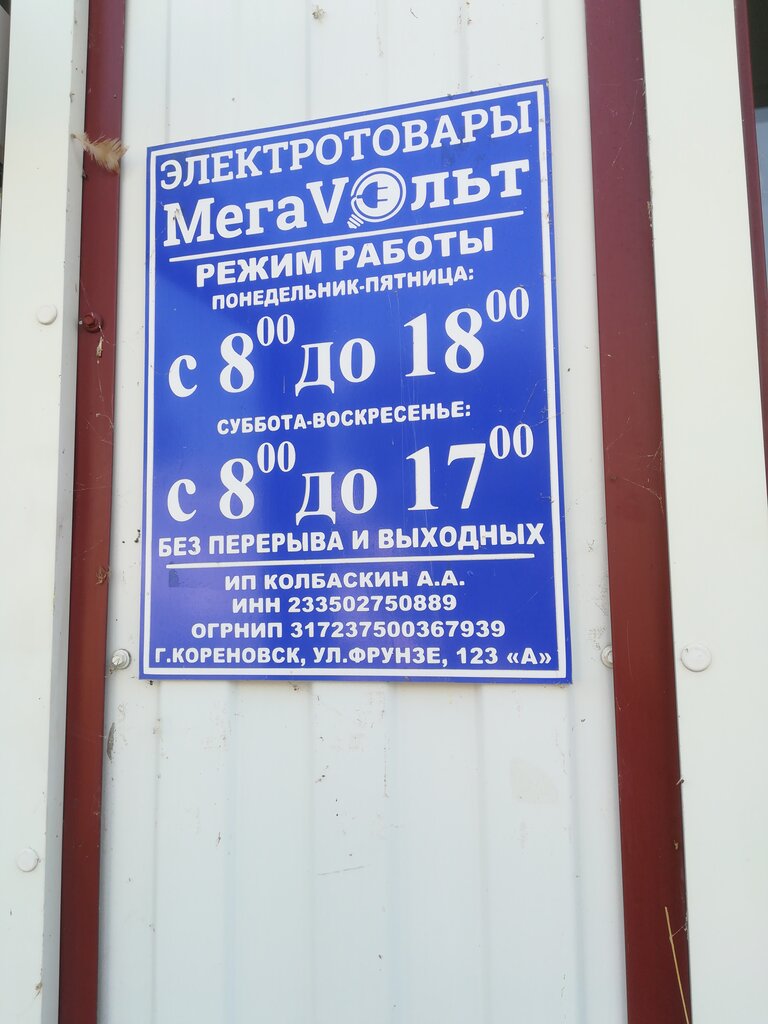 ЭЛЕКТРОТОВАРЫ
МегаVольт
РЕЖИМ РАБОТЫ
ПОНЕДЕЛЬНИК-ПЯТНИЦА:
с 8⁰⁰ до 18⁰⁰
СУББОТА-ВОСКРЕСЕНЬЕ:
с 8⁰⁰ до 17⁰⁰
БЕЗ ПЕРЕРЫВА И ВЫХОДНЫХ
ИП КОЛБАСКИН А.А.
ИНН 233502750889
ОГРНИП 317237500367939
Г.КОРЕНОВСК, УЛ.ФРУНЗЕ, 123 «А»